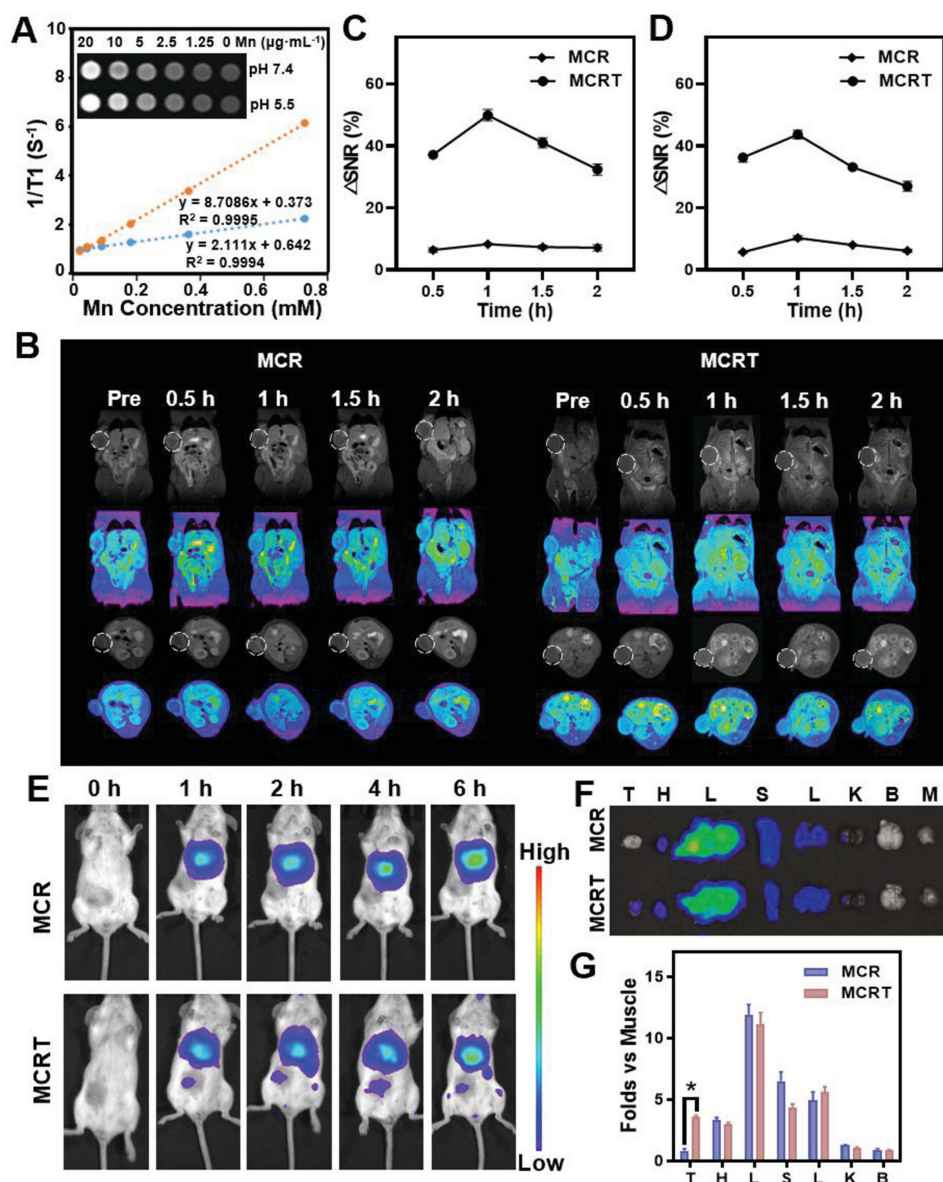 A
20 10 5 2.5 1.25 0 Mn (µg·mL⁻¹)
pH 7.4
pH 5.5
10
8
6
4
2
0
1/T1 (S⁻¹)
y = 8.7086x + 0.373
R² = 0.9995
y = 2.111x + 0.642
R² = 0.9994
0.0 0.2 0.4 0.6 0.8
Mn Concentration (mM)
C
MCR
MCRT
60
40
20
0
△SNR (%)
0.5 1 1.5 2
Time (h)
D
MCR
MCRT
60
40
20
0
△SNR (%)
0.5 1 1.5 2
Time (h)
B
MCR
Pre 0.5 h 1 h 1.5 h 2 h
MCRT
Pre 0.5 h 1 h 1.5 h 2 h
E
0 h 1 h 2 h 4 h 6 h
MCR
MCRT
High
Low
F
T H L S L K B M
MCR
MCRT
G
MCR
MCRT
15
10
5
0
Folds vs Muscle
*
T H L S L K B